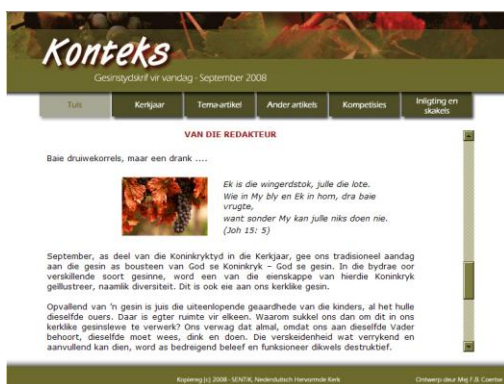 Konteks
Gesinstydskrif vir vandag - September 2008
Tuis
Kerkjaar
Tema-artikel
Ander artikels
Kompetisies
Inligting en
skakels
VAN DIE REDAKTEUR
Baie druiwekorrels, maar een drank ....
Ek is die wingerdstok, julle die lote.
Wie in My bly en Ek in hom, dra baie
vrugte,
want sonder My kan julle niks doen nie.
(Joh 15: 5)
September, as deel van die Koninkryktyd in die Kerkjaar, gee ons tradisioneel aandag
aan die gesin as bousteen van God se Koninkryk – God se gesin. In die bydrae oor
verskillende soort gesinne, word een van die eienskappe van hierdie Koninkryk
geïllustreer, naamlik diversiteit. Dit is ook eie aan ons kerklike gesin.
Opvallend van 'n gesin is juis die uiteenlopende geaardhede van die kinders, al het hulle
dieselfde ouers. Daar is egter ruimte vir elkeen. Waarom sukkel ons dan om dit in ons
kerklike gesinslewe te verwerk? Ons verwag dat almal, omdat ons aan dieselfde Vader
behoort, dieselfde moet wees, dink en doen. Die verskeidenheid wat verrykend en
aanvullend kan dien, word as bedreigend beleef en funksioneer dikwels destruktief.
Kopiereg (c) 2008 - SENTIK, Nederduitsch Hervormde Kerk
Ontwerp deur Mej F.B. Coertse